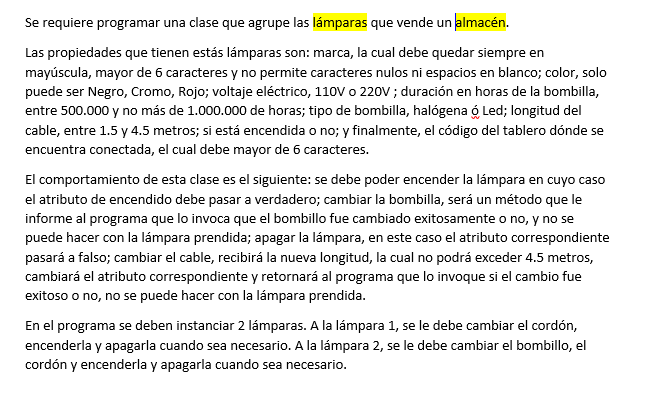 Se requiere programar una clase que agrupe las lámparas que vende un almacén.
Las propiedades que tienen estás lámparas son: marca, la cual debe quedar siempre en
mayúscula, mayor de 6 caracteres y no permite caracteres nulos ni espacios en blanco; color, solo
puede ser Negro, Cromo, Rojo; voltaje eléctrico, 110V o 220V ; duración en horas de la bombilla,
entre 500.000 y no más de 1.000.000 de horas; tipo de bombilla, halógena ó Led; longitud del
cable, entre 1.5 y 4.5 metros; si está encendida o no; y finalmente, el código del tablero dónde se
encuentra conectada, el cual debe mayor de 6 caracteres.
El comportamiento de esta clase es el siguiente: se debe poder encender la lámpara en cuyo caso
el atributo de encendido debe pasar a verdadero; cambiar la bombilla, será un método que le
informe al programa que lo invoca que el bombillo fue cambiado exitosamente o no, y no se
puede hacer con la lámpara prendida; apagar la lámpara, en este caso el atributo correspondiente
pasará a falso; cambiar el cable, recibirá la nueva longitud, la cual no podrá exceder 4.5 metros,
cambiará el atributo correspondiente y retornará al programa que lo invoque si el cambio fue
exitoso o no, no se puede hacer con la lámpara prendida.
En el programa se deben instanciar 2 lámparas. A la lámpara 1, se le debe cambiar el cordón,
encenderla y apagarla cuando sea necesario. A la lámpara 2, se le debe cambiar el bombillo, el
cordón y encenderla y apagarla cuando sea necesario.